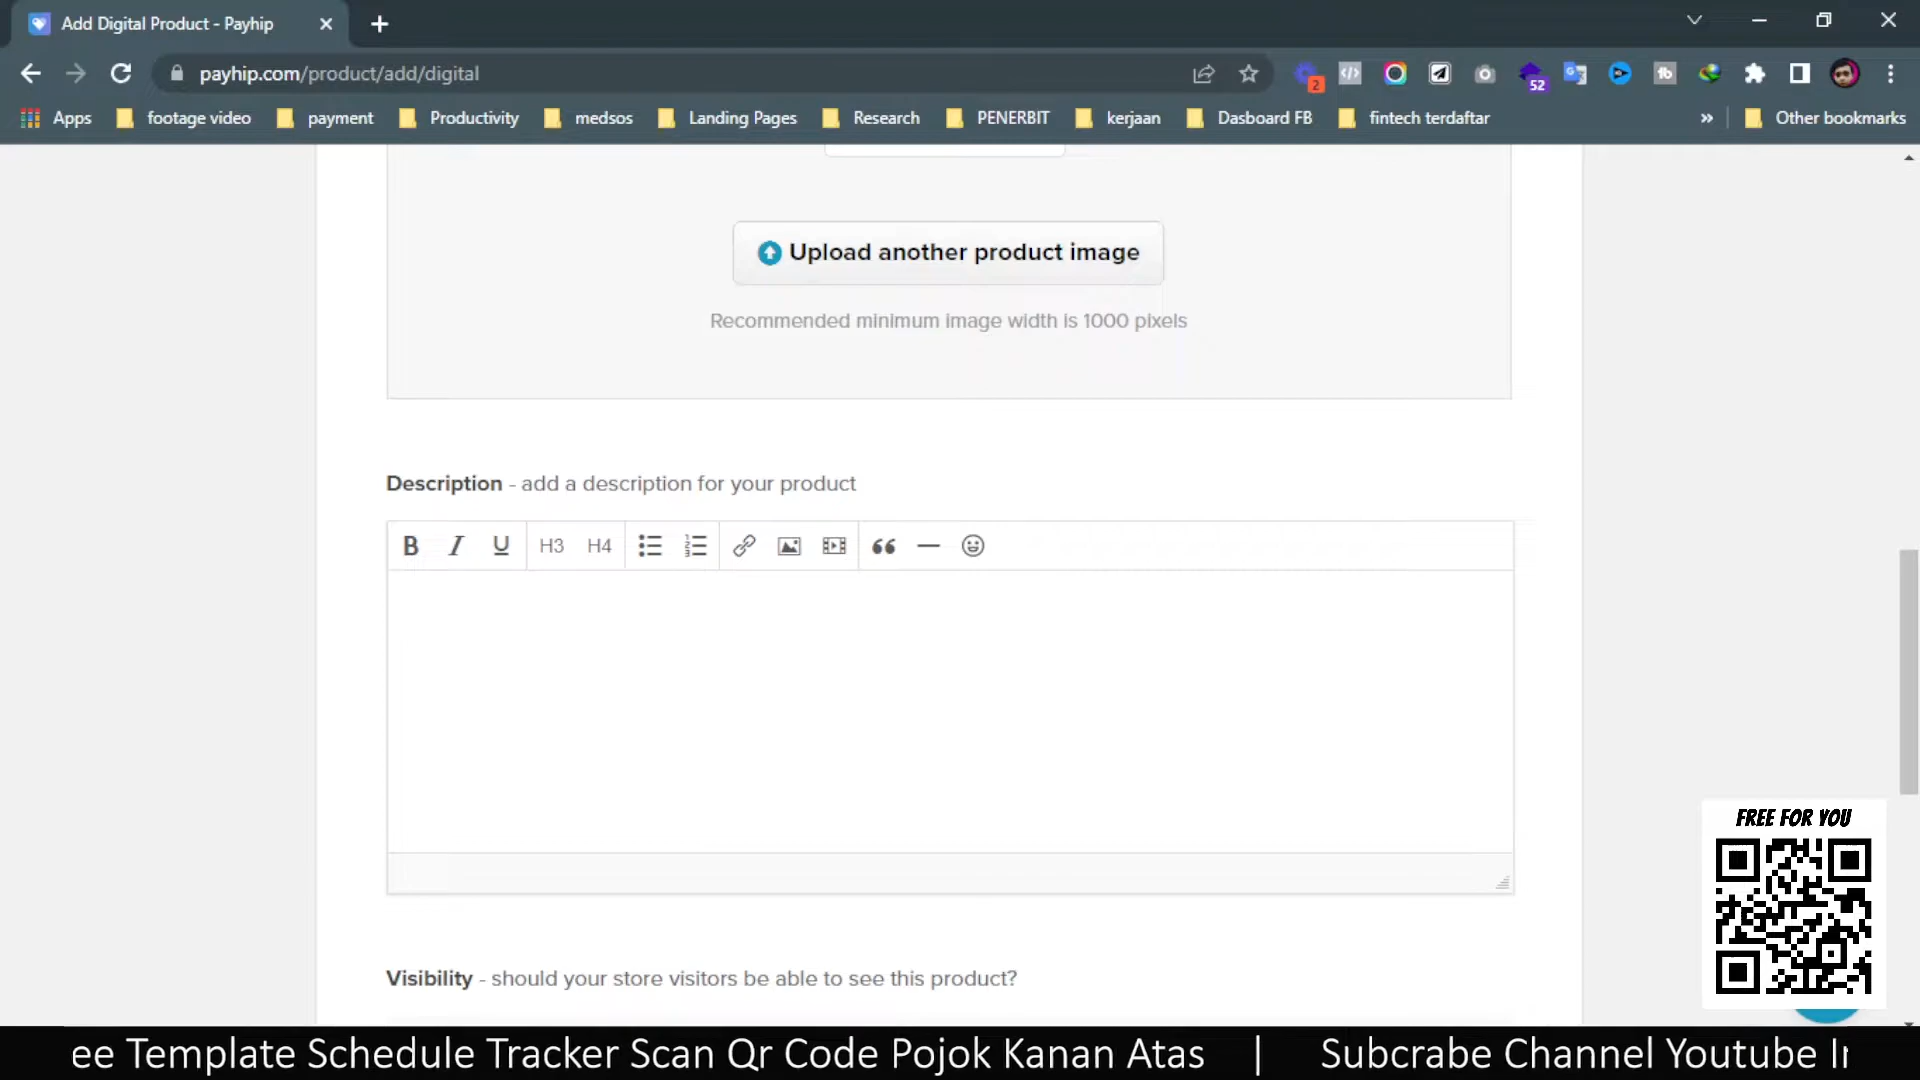 Add Digital Product - Payhip
payhip.com/product/add/digital
2
52
Apps
footage video
payment
Productivity
medsos
Landing Pages
Research
PENERBIT
kerjaan
Dasboard FB
fintech terdaftar
»
Other bookmarks
Upload another product image
Recommended minimum image width is 1000 pixels
Description - add a description for your product
B I U H3 H4
FREE FOR YOU
Visibility - should your store visitors be able to see this product?
ee Template Schedule Tracker Scan Qr Code Pojok Kanan Atas | Subcrabe Channel Youtube